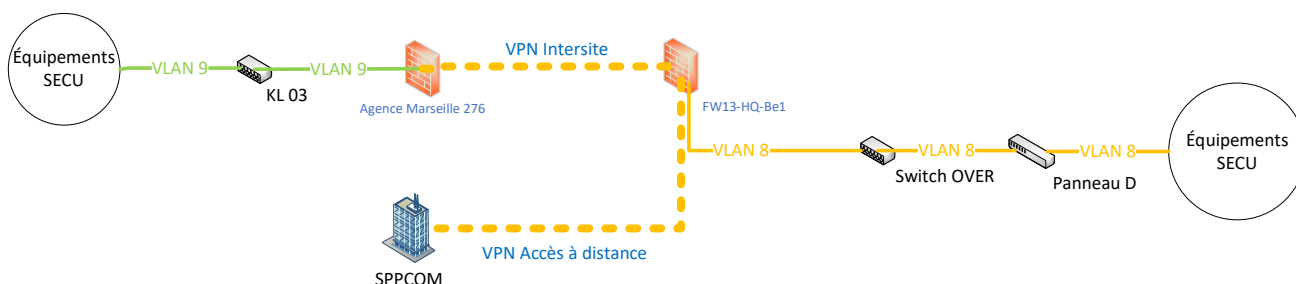 Équipements
SECU
VLAN 9
KL 03
VLAN 9
Agence Marseille 276
VPN Intersite
FW13-HQ-Be1
VLAN 8
Switch OVER
VLAN 8
Panneau D
VLAN 8
Équipements
SECU
VPN Accès à distance
SPPCOM